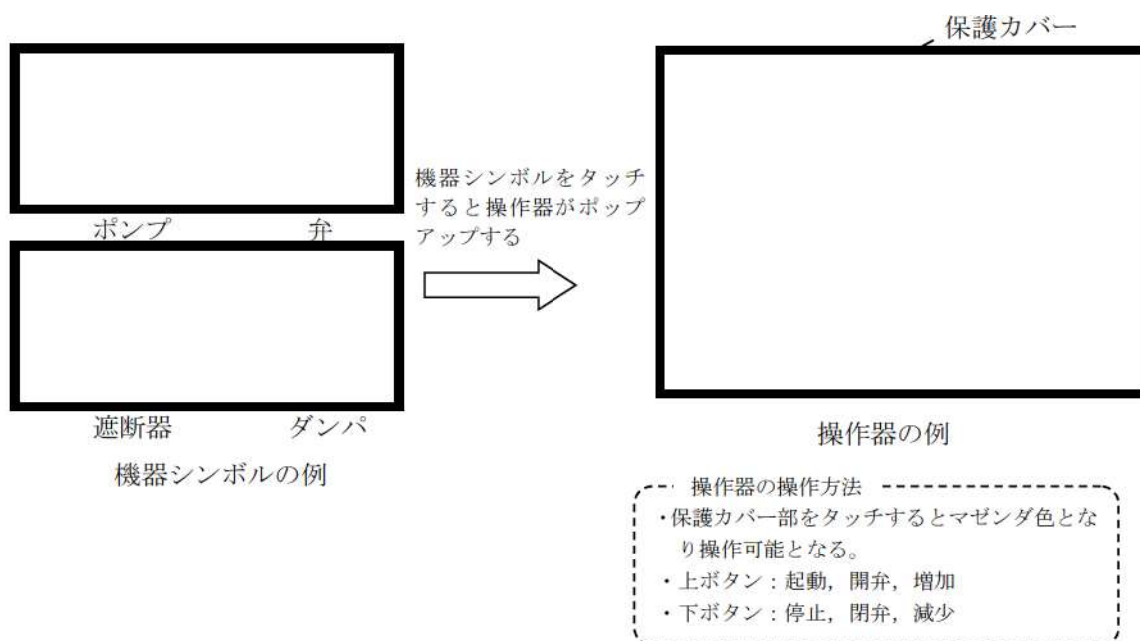 保護カバー
ポンプ
弁
機器シンボルをタッチ
すると操作器がポップ
アップする
遮断器
ダンパ
機器シンボルの例
操作器の例
操作器の操作方法
・保護カバー部をタッチするとマゼンダ色とな
り操作可能となる。
・上ボタン：起動，開弁，増加
・下ボタン：停止，閉弁，減少